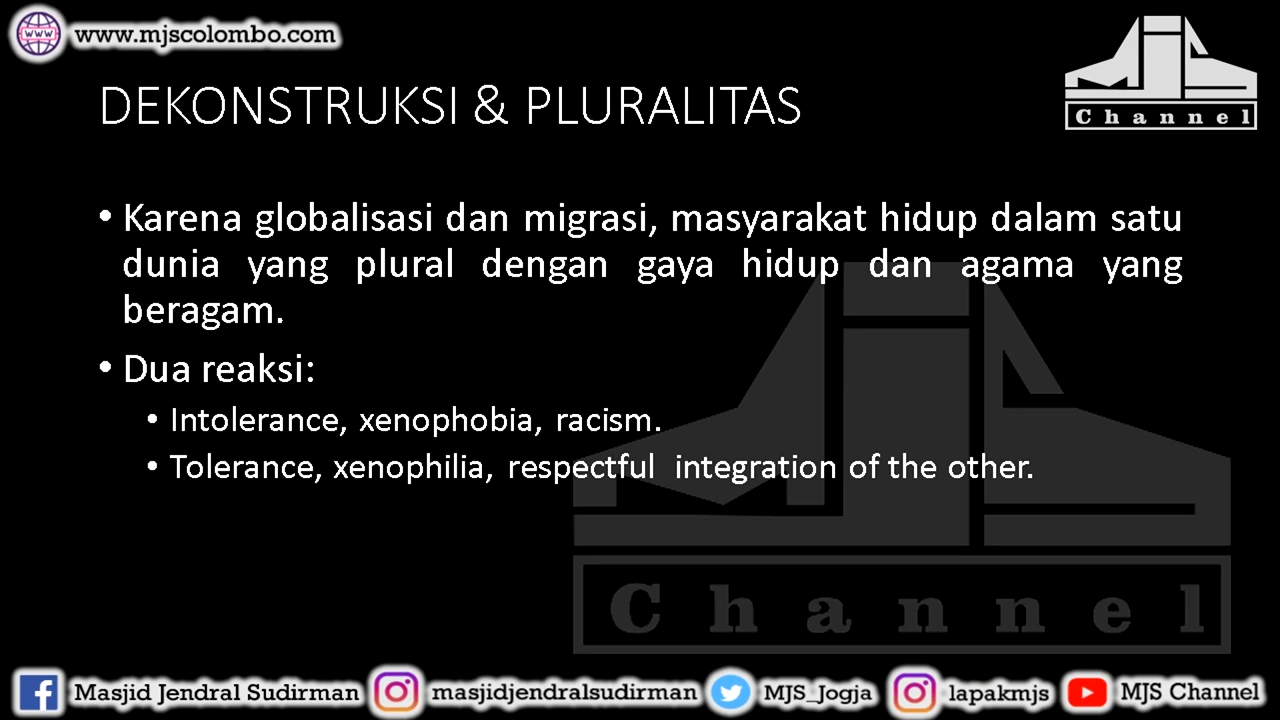 www.mjscolombo.com
MJS
Channel
DEKONSTRUKSI & PLURALITAS
• Karena globalisasi dan migrasi, masyarakat hidup dalam satu
dunia yang plural dengan gaya hidup dan agama yang
beragam.
• Dua reaksi:
• Intolerance, xenophobia, racism.
• Tolerance, xenophilia, respectful integration of the other.
Channel
Masjid Jendral Sudirman masjidjendralsudirman MJS_Jogja lapakmjs MJS Channel